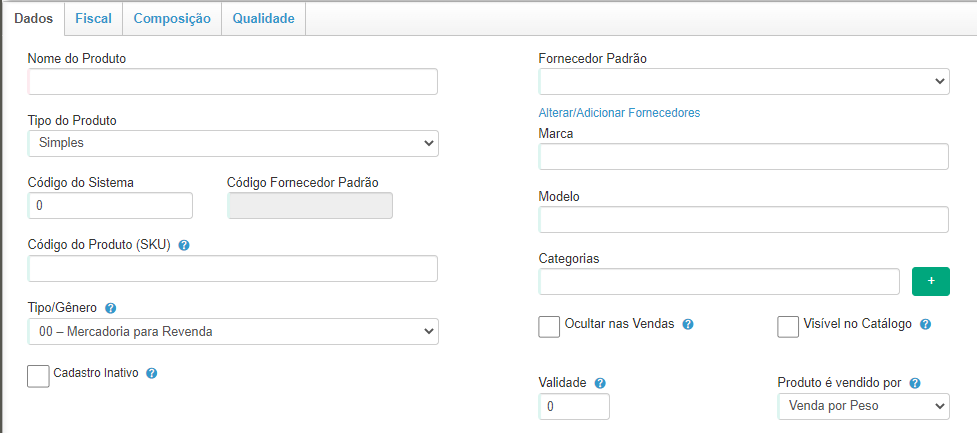 Dados Fiscal Composição Qualidade
Nome do Produto
Fornecedor Padrão
Tipo do Produto
Simples
Alterar/Adicionar Fornecedores
Marca
Código do Sistema
0
Código Fornecedor Padrão
Modelo
Código do Produto (SKU) ?
Categorias
+
Tipo/Gênero ?
00 – Mercadoria para Revenda
Ocultar nas Vendas ?
Visível no Catálogo ?
Cadastro Inativo ?
Validade ?
0
Produto é vendido por ?
Venda por Peso